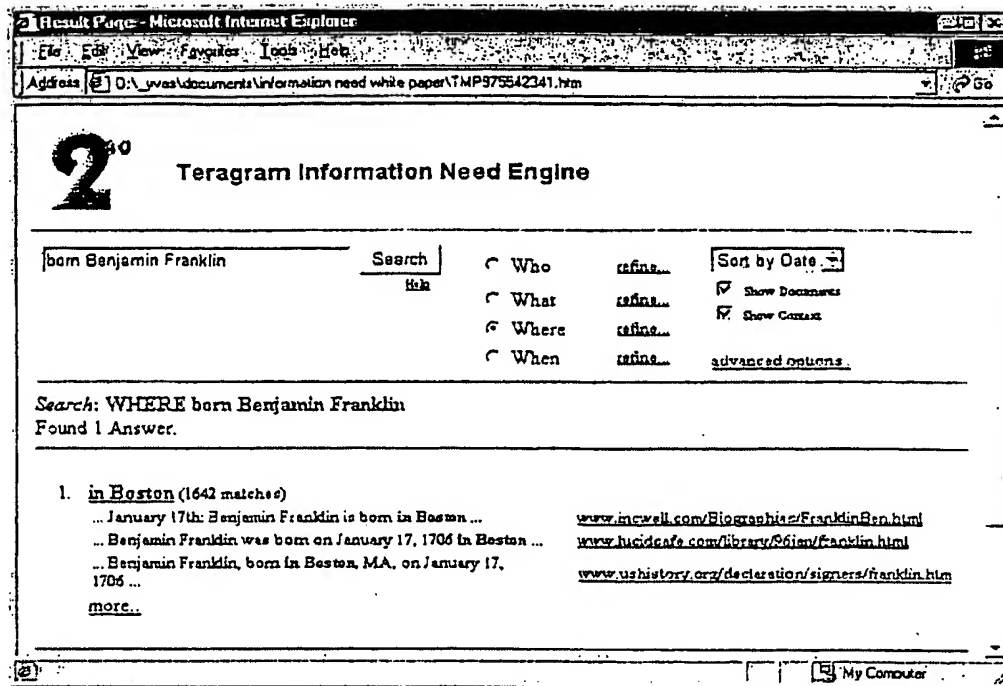 Result Page - Microsoft Internet Explorer
File Edit View Favorites Tools Help
Address D:\_yves\documents\information need white paper\TMP975542341.htm Go
2
Teragram Information Need Engine
born Benjamin Franklin Search Who refine... Sort by Date
Help
What refine... Show Documents
Show Context
Where refine...
When refine... advanced options
Search: WHERE born Benjamin Franklin
Found 1 Answer.
1. in Boston (1642 matches)
... January 17th: Benjamin Franklin is born in Boston ... www.incwell.com/Biographies/FranklinBen.html
... Benjamin Franklin was born on January 17, 1706 in Boston ... www.lucidcafe.com/library/96jan/franklin.html
... Benjamin Franklin, born in Boston, MA, on January 17,
1706 ... www.ushistory.org/declaration/signers/franklin.htm
more..
My Computer